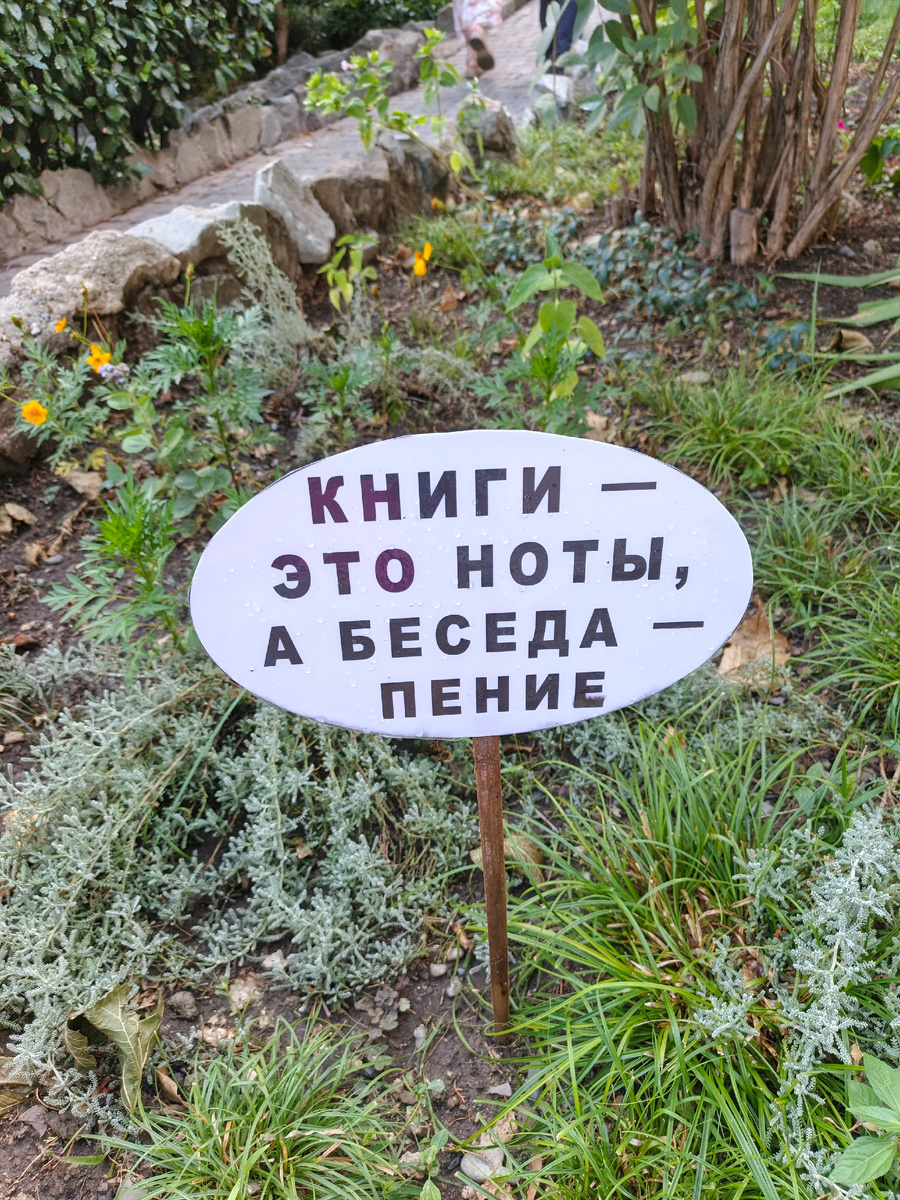 КНИГИ —
ЭТО НОТЫ,
А БЕСЕДА —
ПЕНИЕ